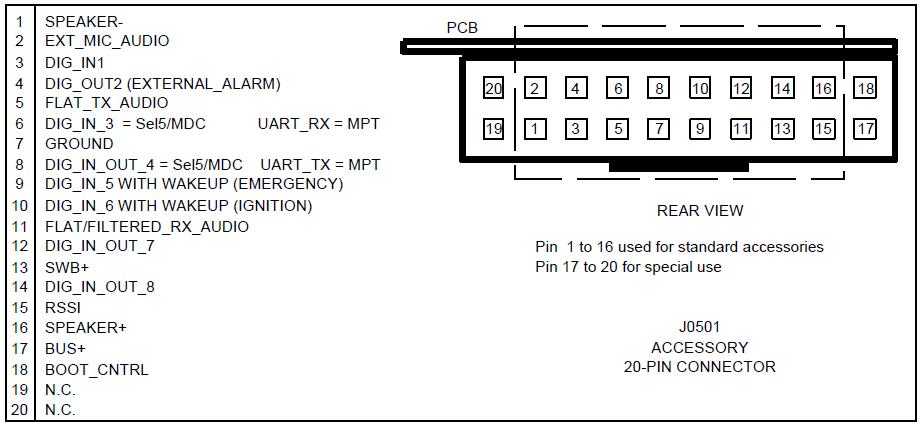 1 SPEAKER-
2 EXT_MIC_AUDIO
3 DIG_IN1
4 DIG_OUT2 (EXTERNAL_ALARM)
5 FLAT_TX_AUDIO
6 DIG_IN_3 = Sel5/MDC UART_RX = MPT
7 GROUND
8 DIG_IN_OUT_4 = Sel5/MDC UART_TX = MPT
9 DIG_IN_5 WITH WAKEUP (EMERGENCY)
10 DIG_IN_6 WITH WAKEUP (IGNITION)
11 FLAT/FILTERED_RX_AUDIO
12 DIG_IN_OUT_7
13 SWB+
14 DIG_IN_OUT_8
15 RSSI
16 SPEAKER+
17 BUS+
18 BOOT_CNTRL
19 N.C.
20 N.C.
PCB
20 2 4 6 8 10 12 14 16 18
19 1 3 5 7 9 11 13 15 17
REAR VIEW
Pin 1 to 16 used for standard accessories
Pin 17 to 20 for special use
J0501
ACCESSORY
20-PIN CONNECTOR